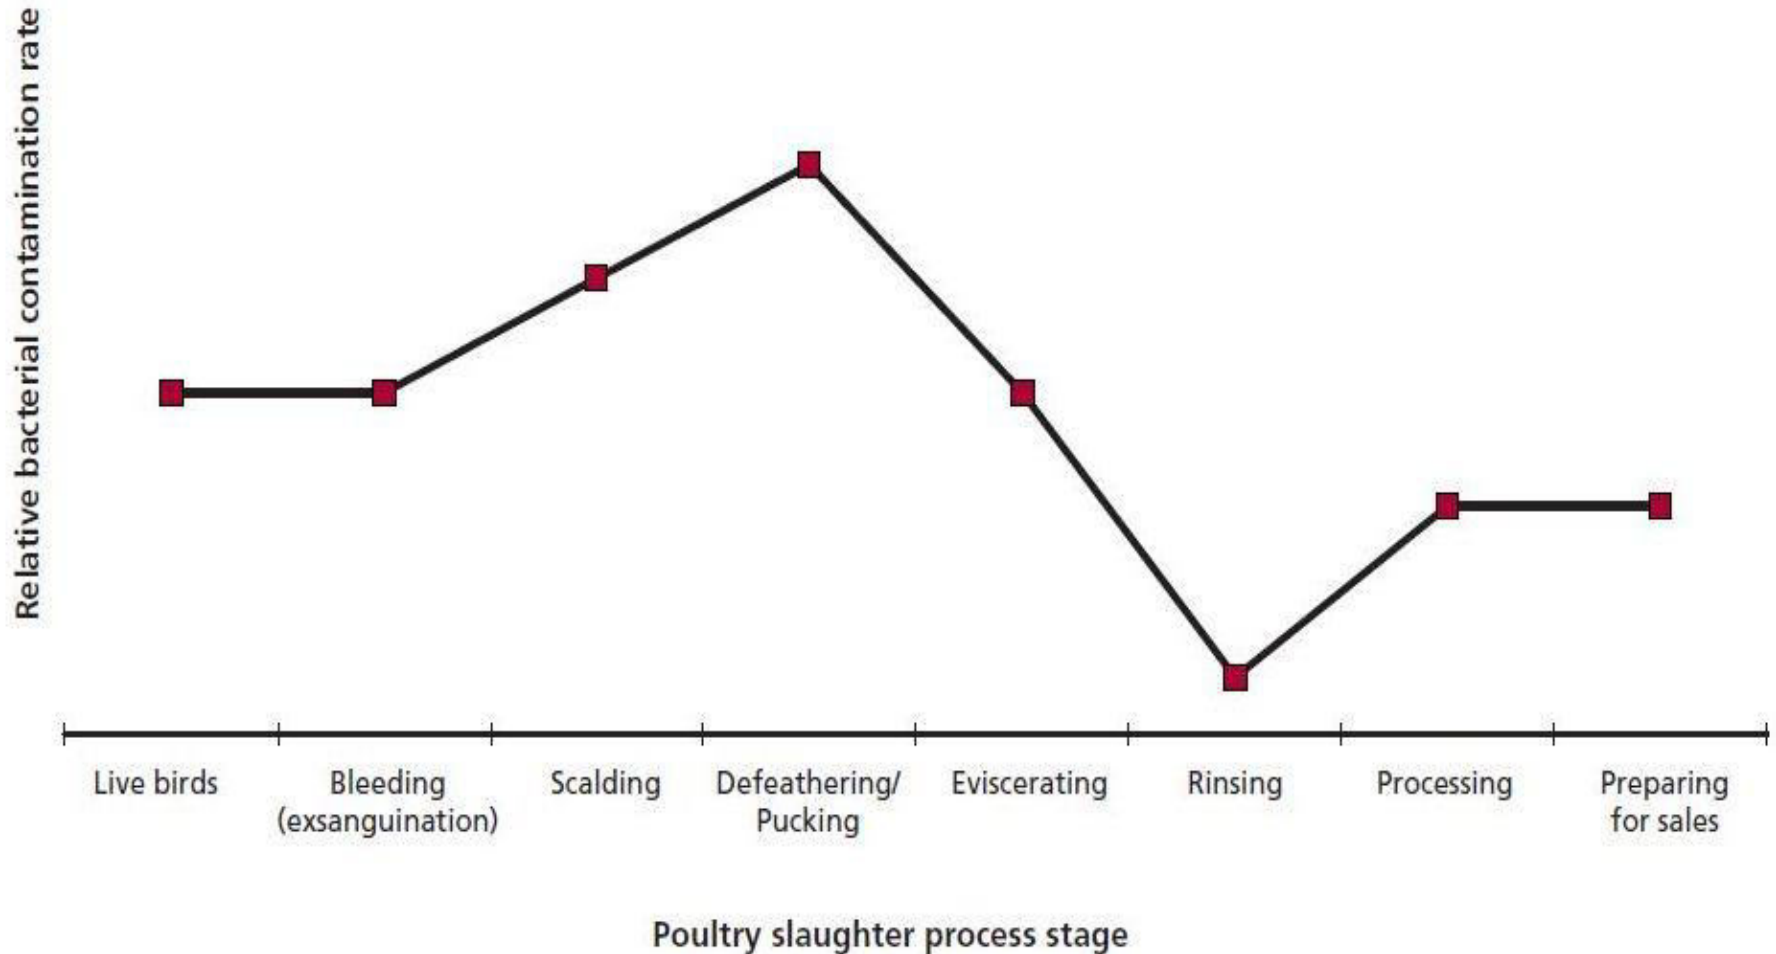 Relative bacterial contamination rate
Live birds
Bleeding
(exsanguination)
Scalding
Defeathering/
Pucking
Eviscerating
Rinsing
Processing
Preparing
for sales
Poultry slaughter process stage